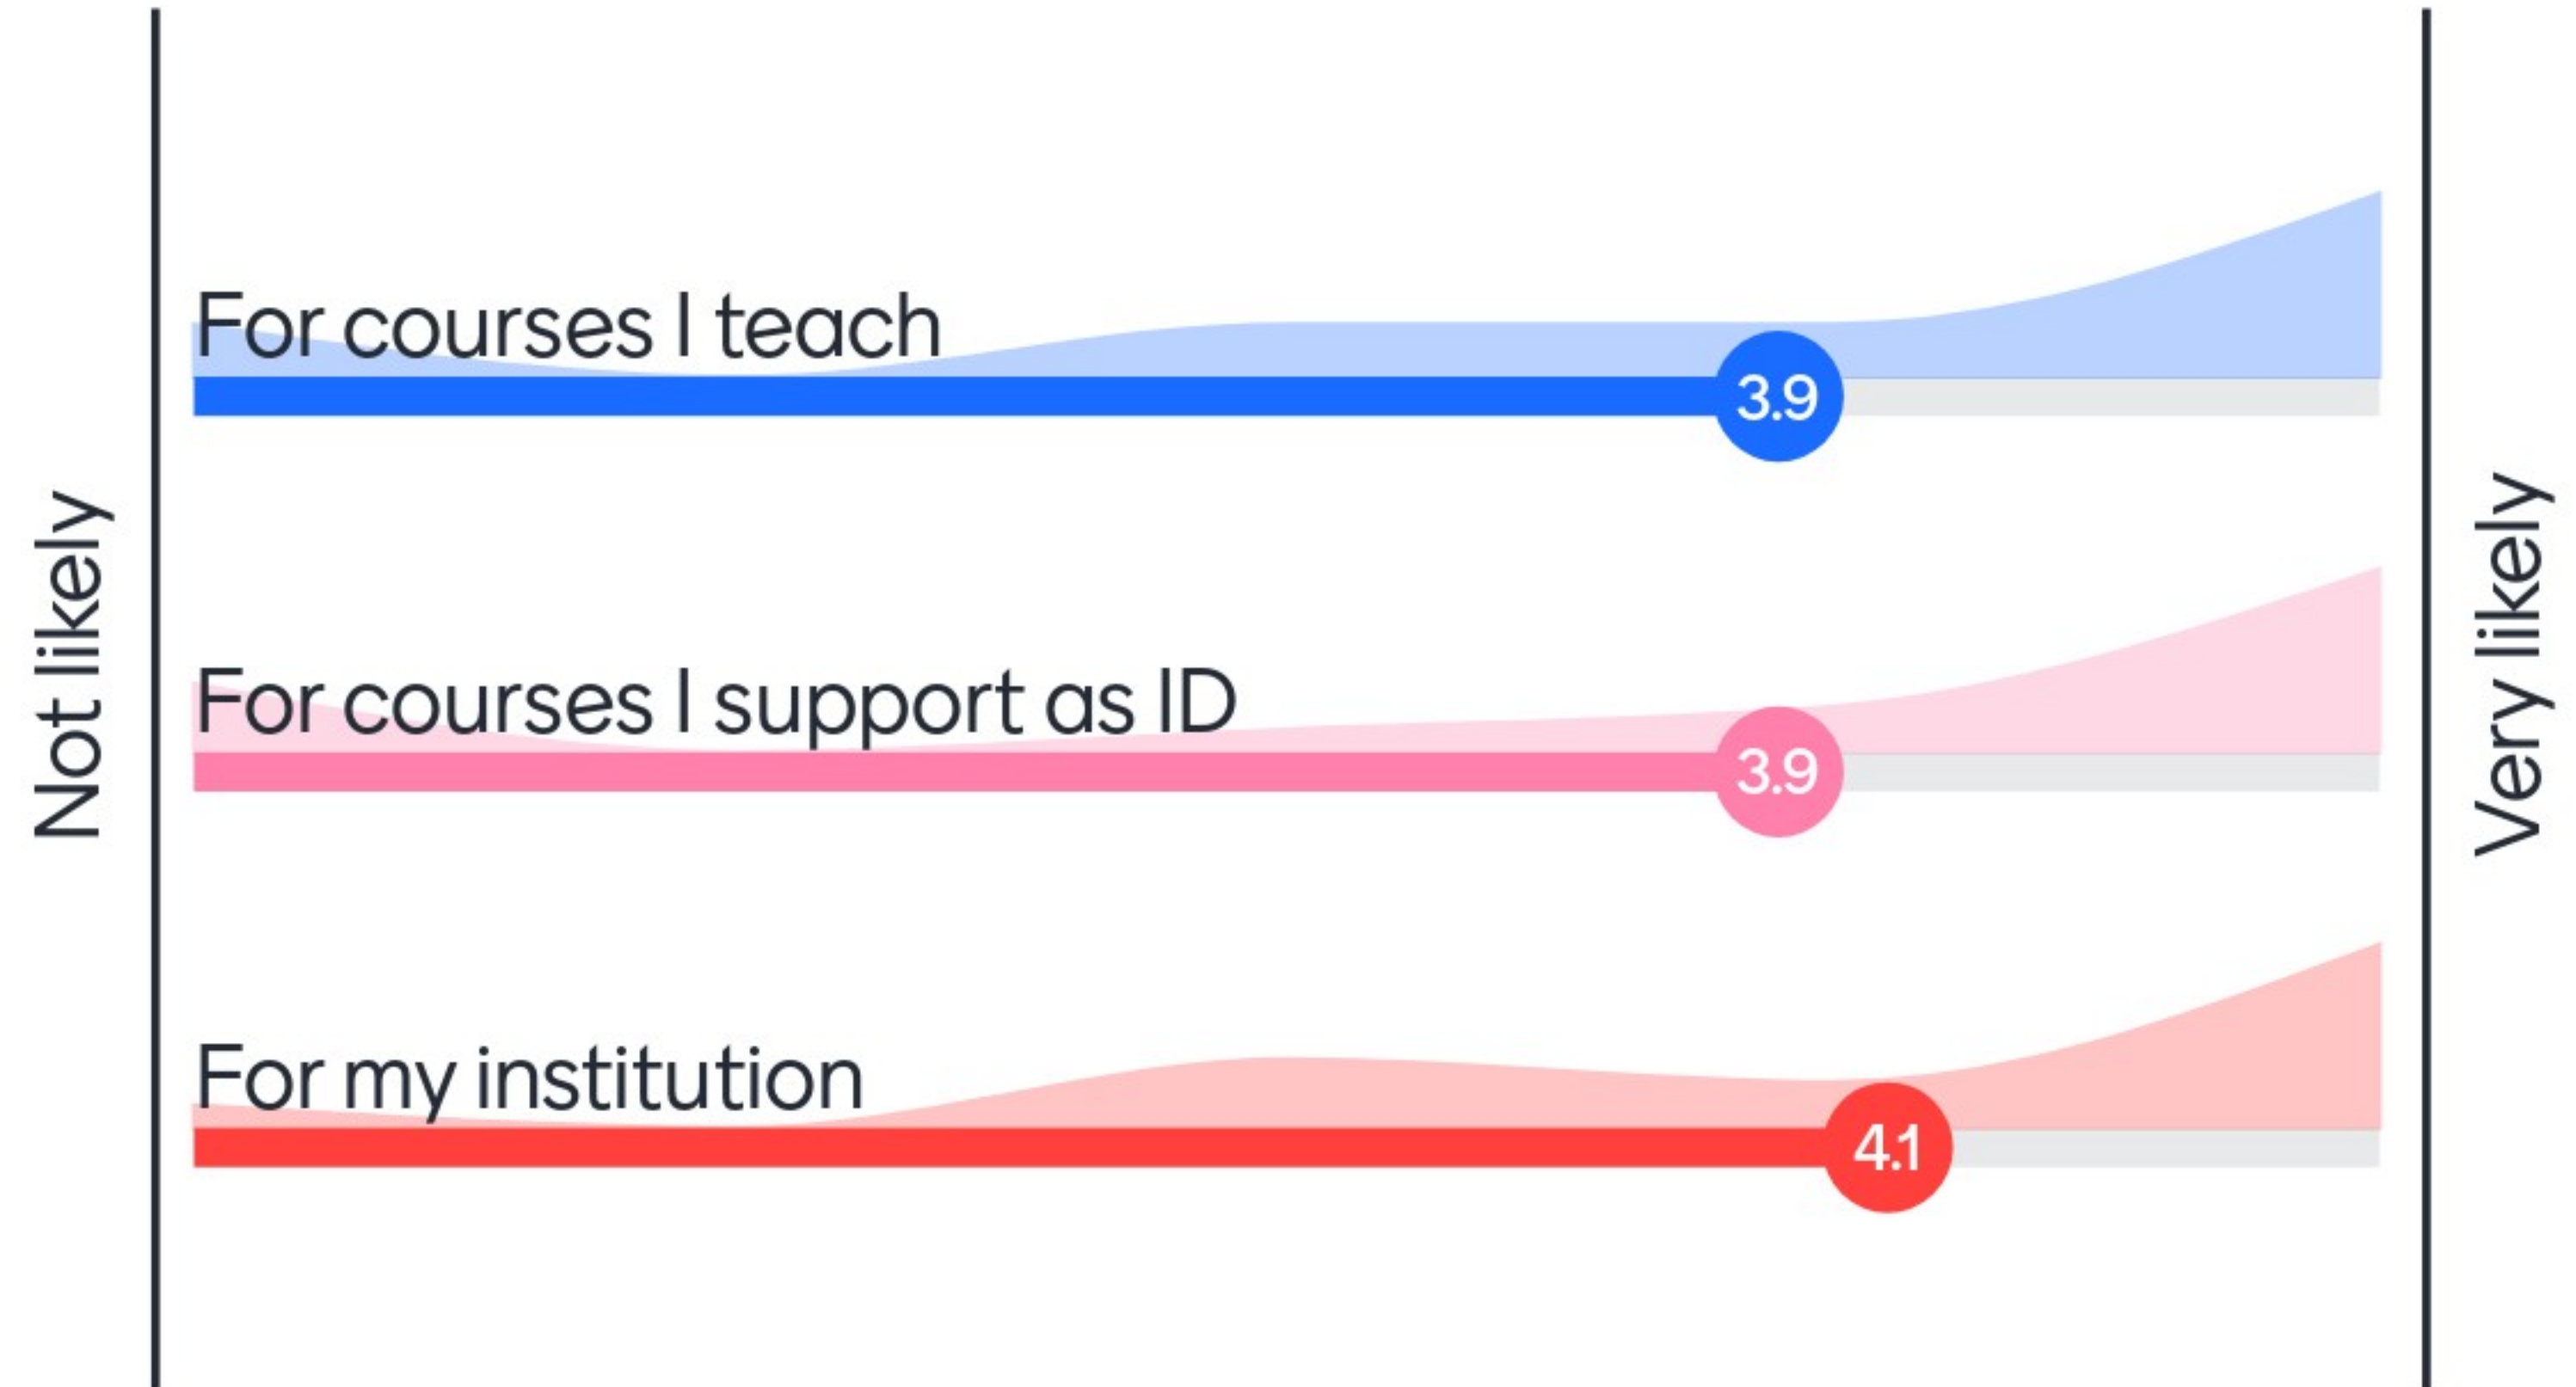 For courses I teach
3.9
Not likely
For courses I support as ID
3.9
Very likely
For my institution
4.1